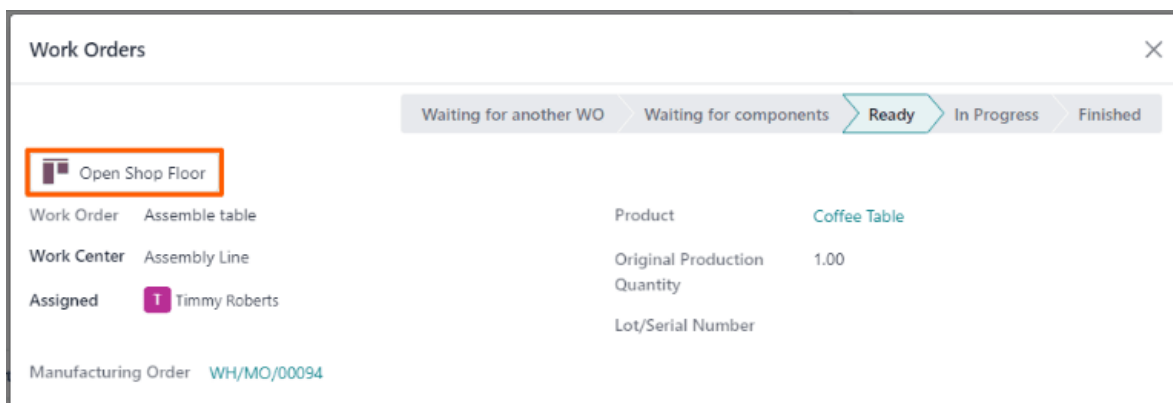 Work Orders
Waiting for another WO Waiting for components Ready In Progress Finished
Open Shop Floor
Work Order Assemble table Product Coffee Table
Work Center Assembly Line Original Production Quantity 1.00
Assigned T Timmy Roberts
Lot/Serial Number
Manufacturing Order WH/MO/00094